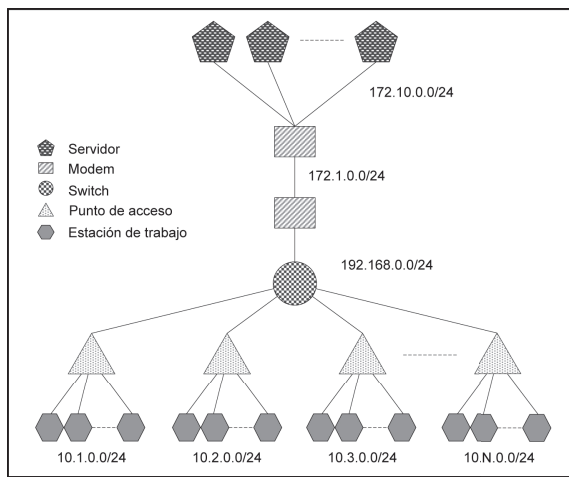 172.10.0.0/24
Servidor
Modem
Switch
Punto de acceso
Estación de trabajo
172.1.0.0/24
192.168.0.0/24
10.1.0.0/24
10.2.0.0/24
10.3.0.0/24
10.N.0.0/24